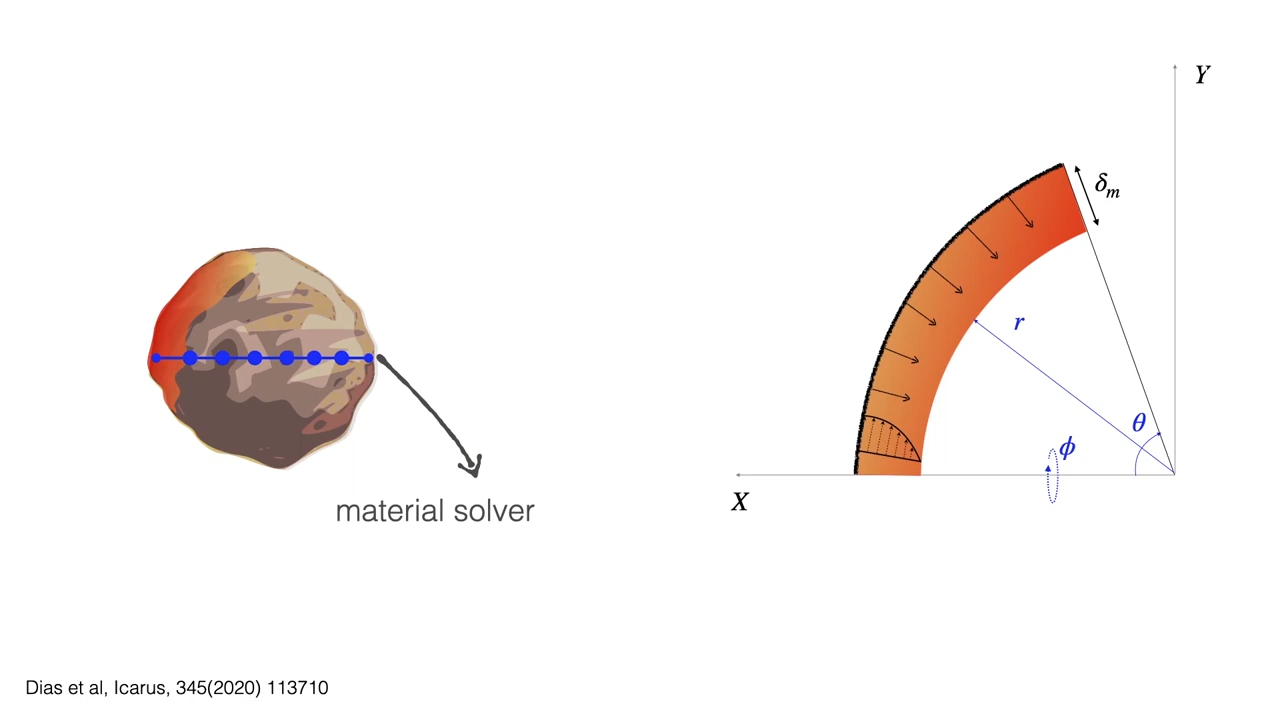 Y
δm
r
θ
ϕ
X
material solver
Dias et al, Icarus, 345(2020) 113710